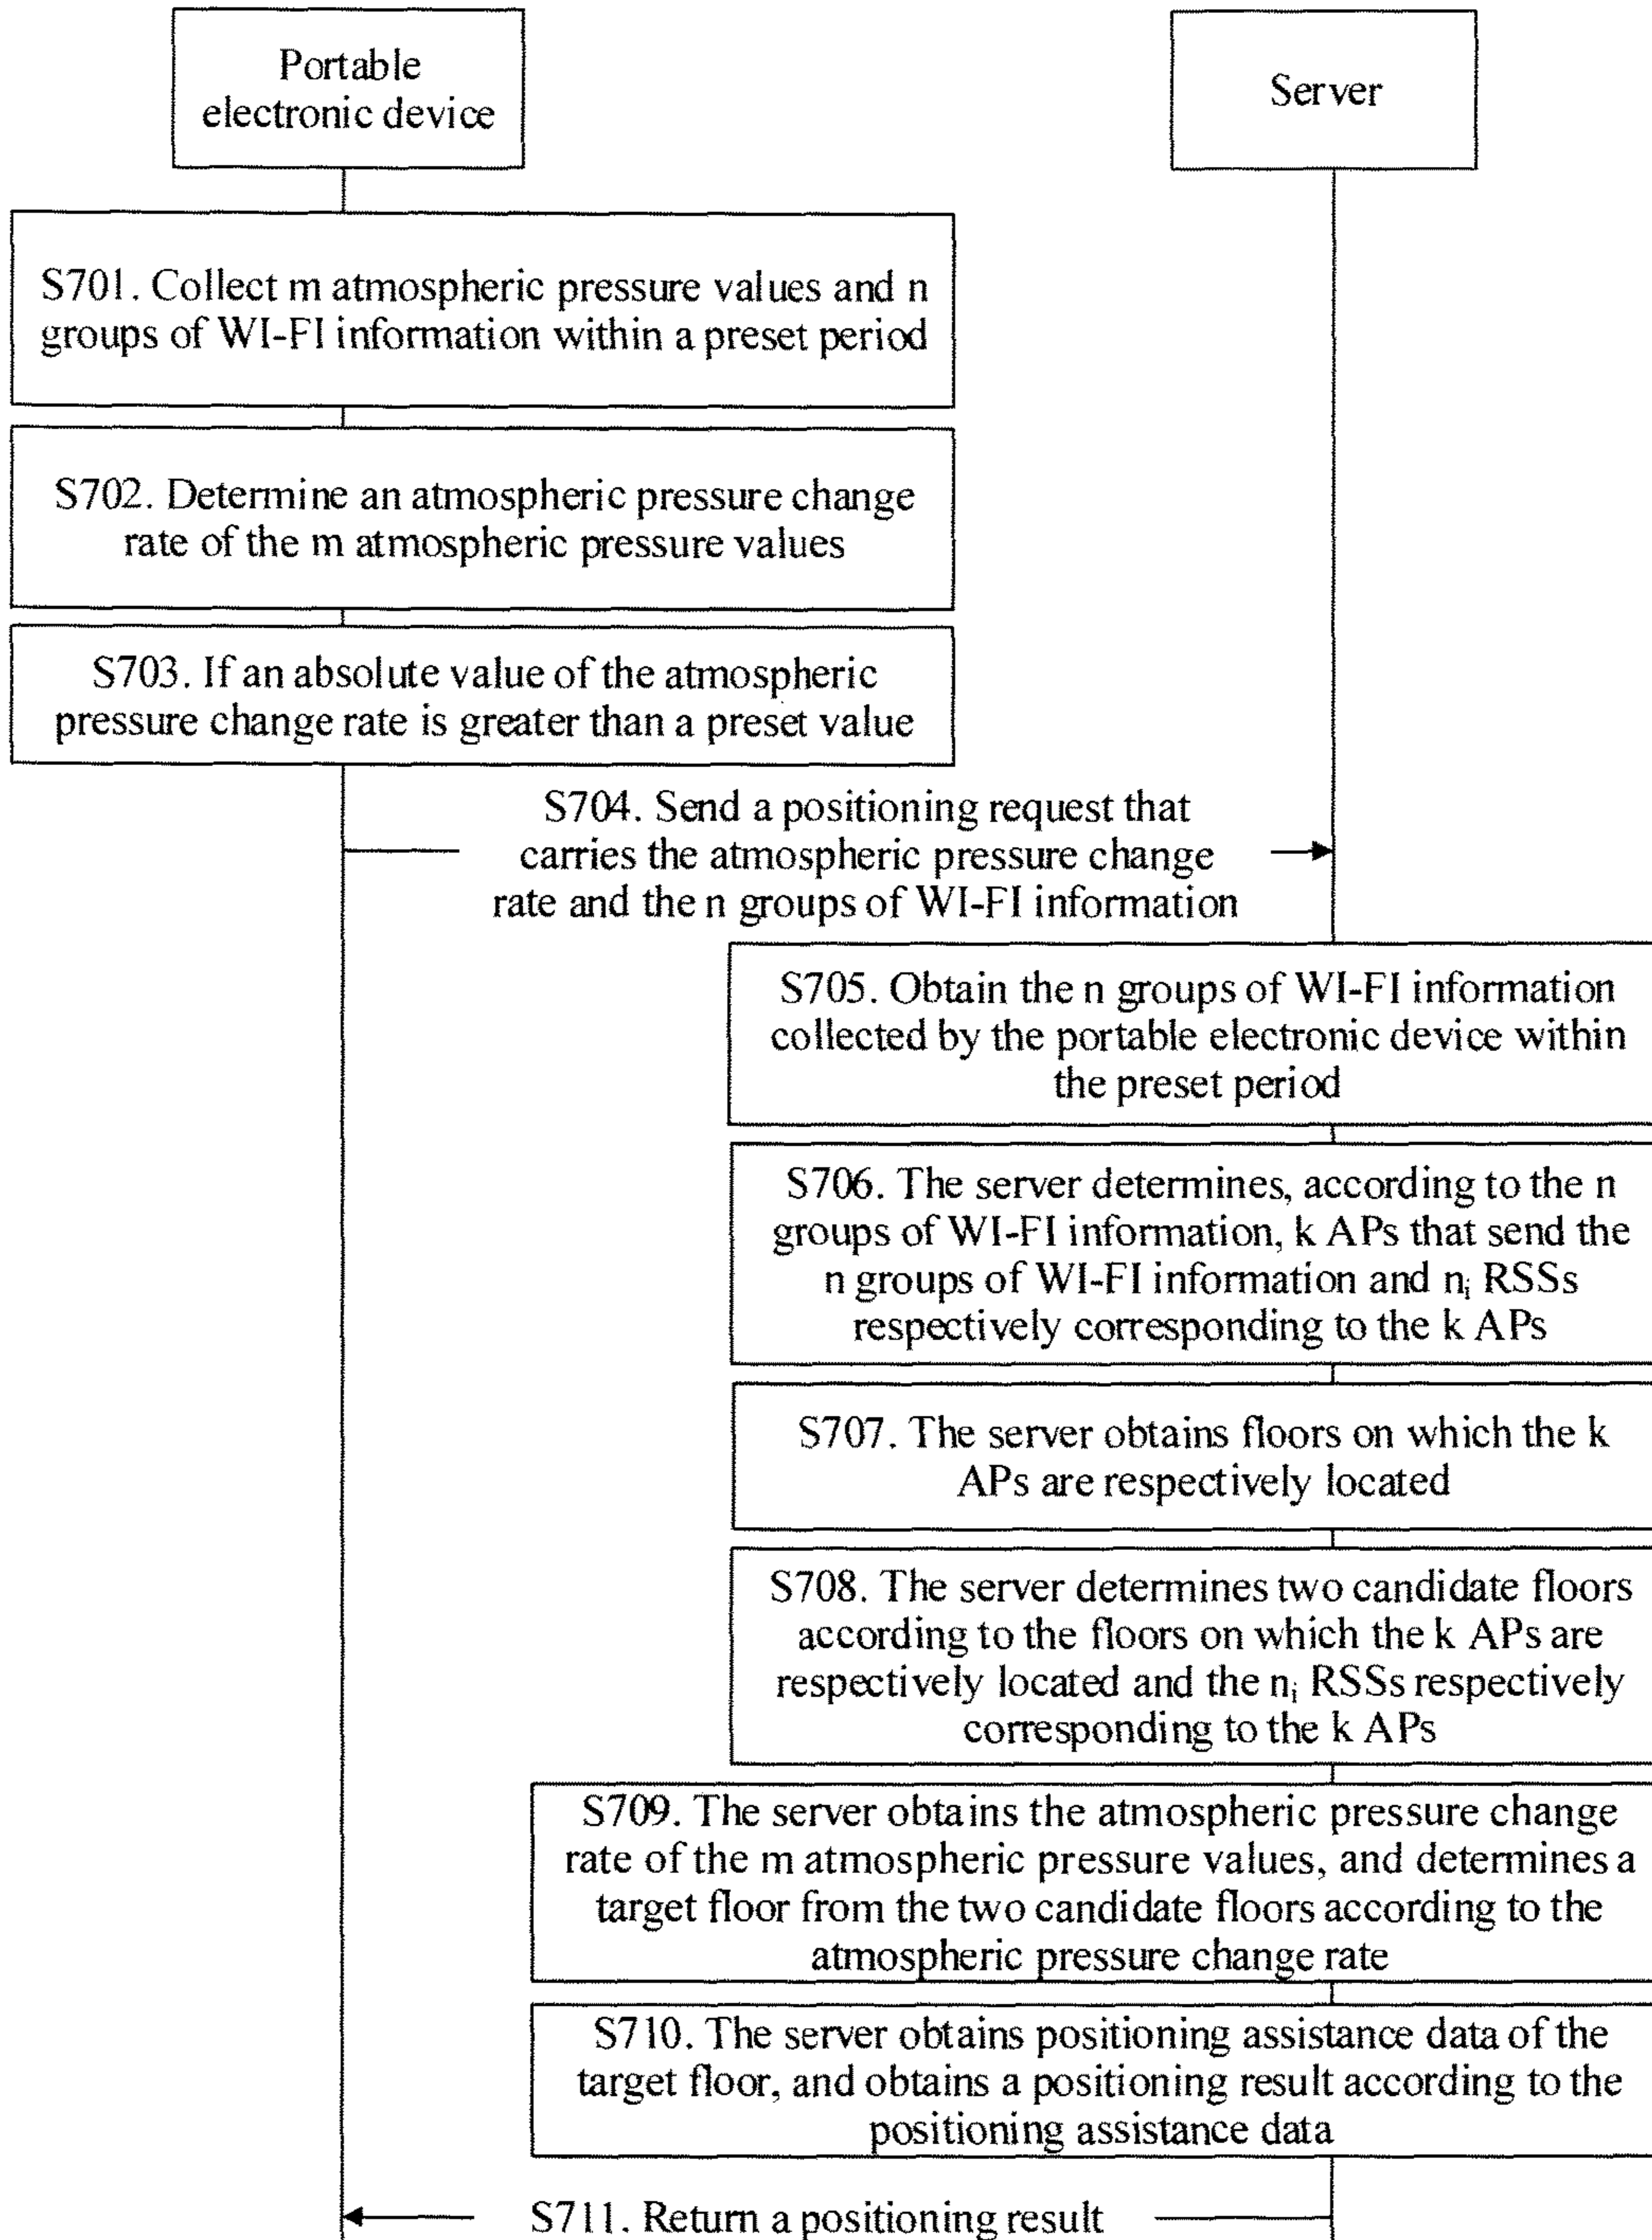 Portable
electronic device
Server
S701. Collect m atmospheric pressure values and n
groups of WI-FI information within a preset period
S702. Determine an atmospheric pressure change
rate of the m atmospheric pressure values
S703. If an absolute value of the atmospheric
pressure change rate is greater than a preset value
S704. Send a positioning request that
carries the atmospheric pressure change
rate and the n groups of WI-FI information
S705. Obtain the n groups of WI-FI information
collected by the portable electronic device within
the preset period
S706. The server determines, according to the n
groups of WI-FI information, k APs that send the
n groups of WI-FI information and nᵢ RSSs
respectively corresponding to the k APs
S707. The server obtains floors on which the k
APs are respectively located
S708. The server determines two candidate floors
according to the floors on which the k APs are
respectively located and the nᵢ RSSs respectively
corresponding to the k APs
S709. The server obtains the atmospheric pressure change
rate of the m atmospheric pressure values, and determines a
target floor from the two candidate floors according to the
atmospheric pressure change rate
S710. The server obtains positioning assistance data of the
target floor, and obtains a positioning result according to the
positioning assistance data
S711. Return a positioning result